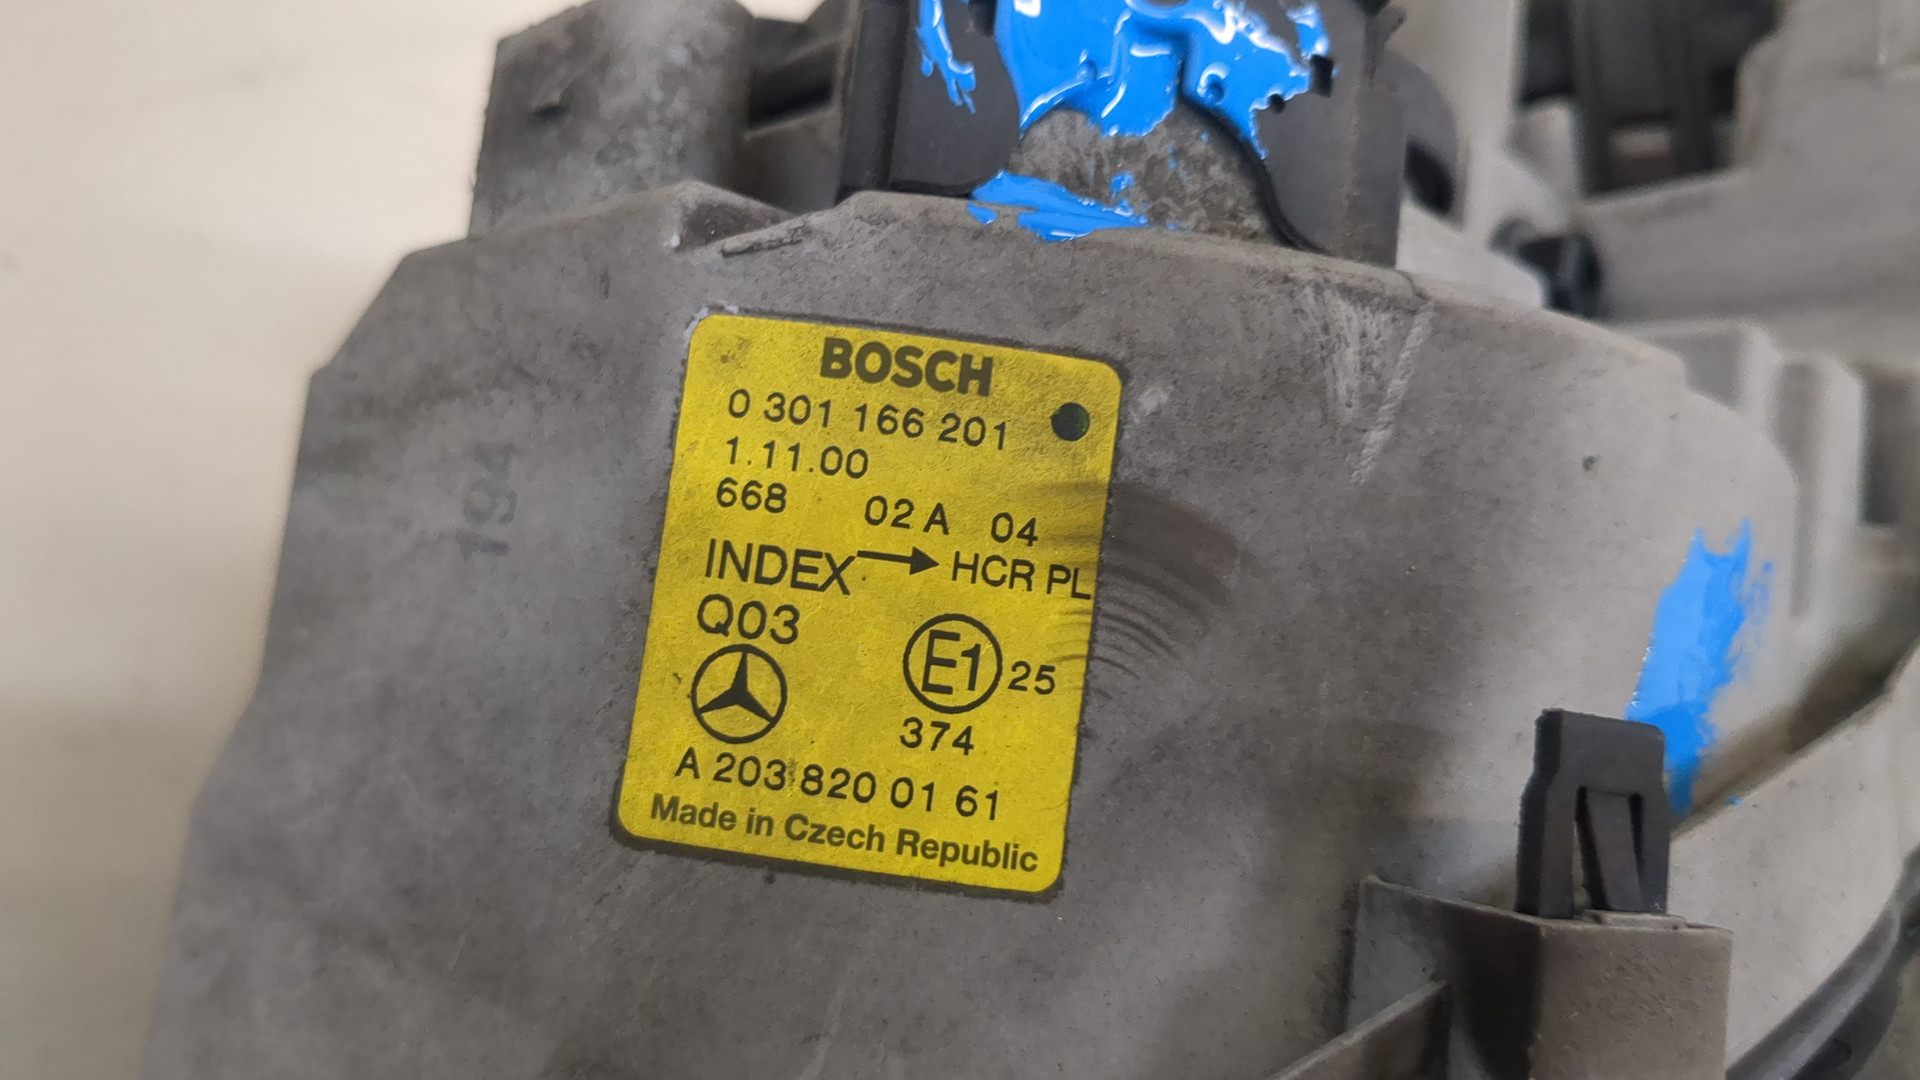 BOSCH
0 301 166 201
1.11.00
668 02 A 04
INDEX → HCR PL
Q03
E1 25
374
A 203 820 01 61
Made in Czech Republic
194